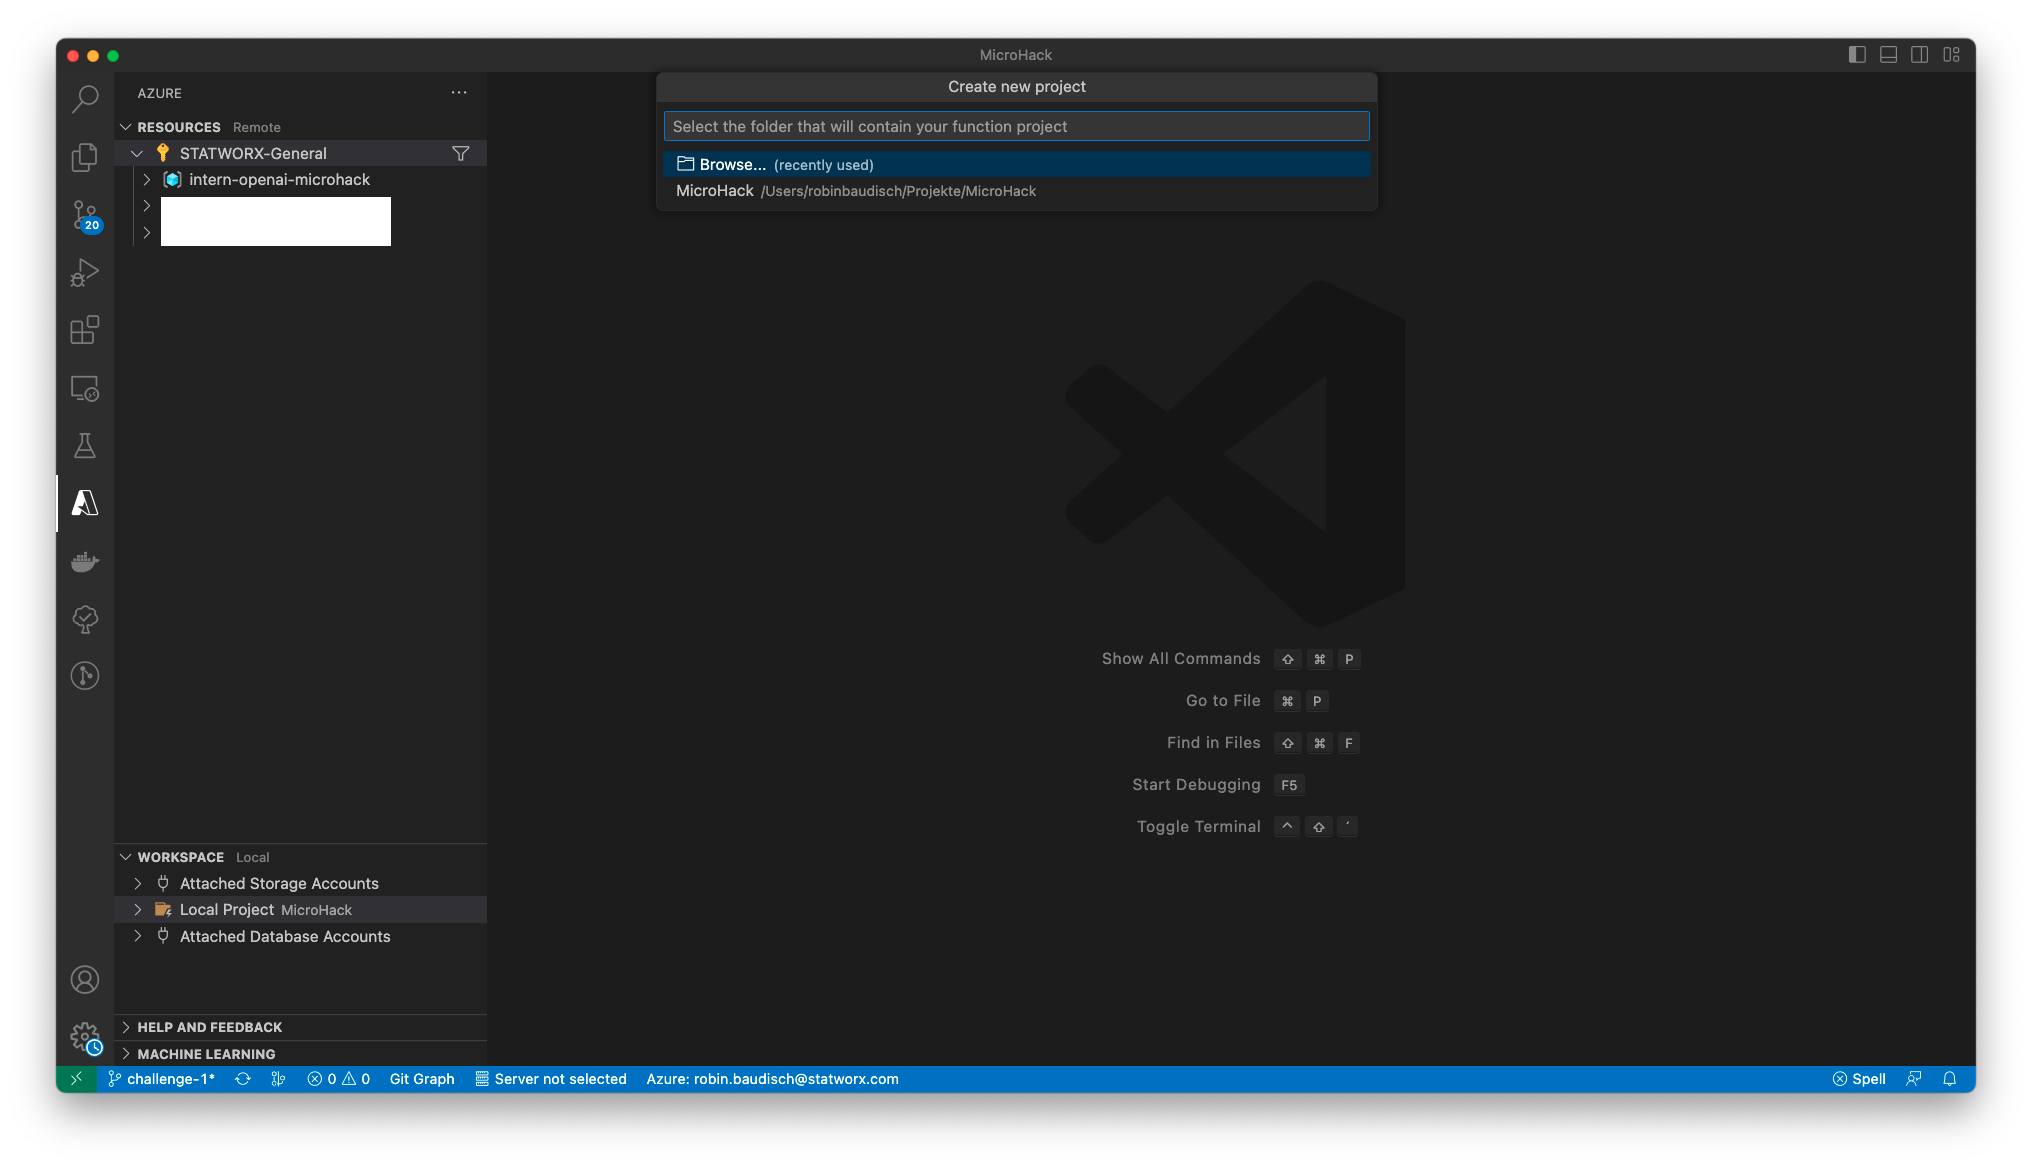 MicroHack
AZURE
Create new project
RESOURCES Remote
Select the folder that will contain your function project
STATWORX-General
Browse... (recently used)
intern-openai-microhack
MicroHack /Users/robinbaudisch/Projekte/MicroHack
20
Show All Commands ⇧ ⌘ P
Go to File ⌘ P
Find in Files ⇧ ⌘ F
Start Debugging F5
Toggle Terminal ^ ⇧ ´
WORKSPACE Local
Attached Storage Accounts
Local Project MicroHack
Attached Database Accounts
HELP AND FEEDBACK
MACHINE LEARNING
challenge-1* 0 0 Git Graph Server not selected Azure: robin.baudisch@statworx.com Spell